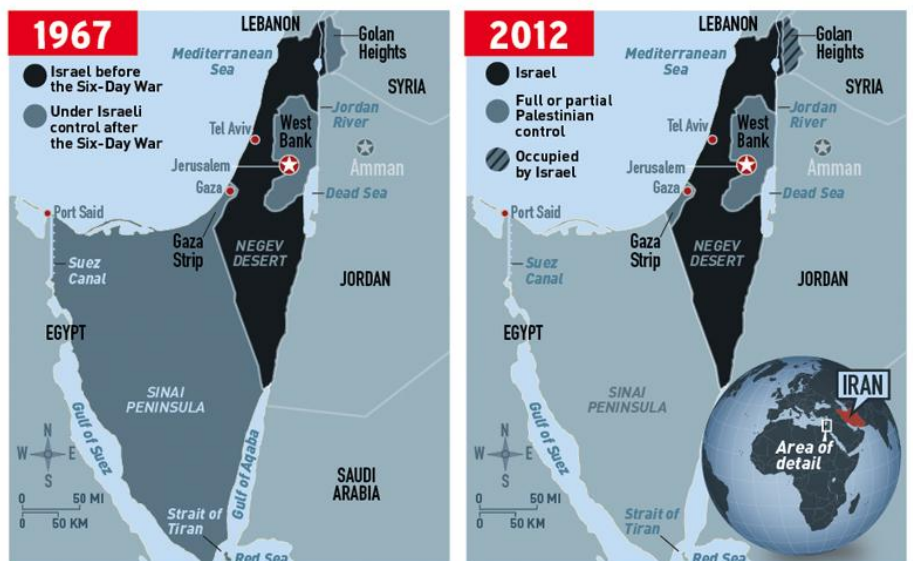 1967
Israel before
the Six-Day War
Under Israeli
control after
the Six-Day War
LEBANON
Mediterranean
Sea
Golan
Heights
SYRIA
Jordan
River
Tel Aviv
West
Bank
Jerusalem
Amman
Gaza
Dead Sea
Port Said
Gaza
Strip
NEGEV
DESERT
Suez
Canal
JORDAN
EGYPT
SINAI
PENINSULA
Gulf of Suez
Gulf of Aqaba
N
W E
S
0 50 MI
0 50 KM
SAUDI
ARABIA
Strait of
Tiran
Red Sea
2012
Israel
Full or partial
Palestinian
control
Occupied
by Israel
LEBANON
Mediterranean
Sea
Golan
Heights
SYRIA
Jordan
River
Tel Aviv
West
Bank
Jerusalem
Amman
Gaza
Dead Sea
Port Said
Gaza
Strip
NEGEV
DESERT
Suez
Canal
JORDAN
EGYPT
SINAI
PENINSULA
Gulf of Suez
IRAN
Area of
detail
N
W E
S
0 50 MI
0 50 KM
Strait of
Tiran
Red Sea